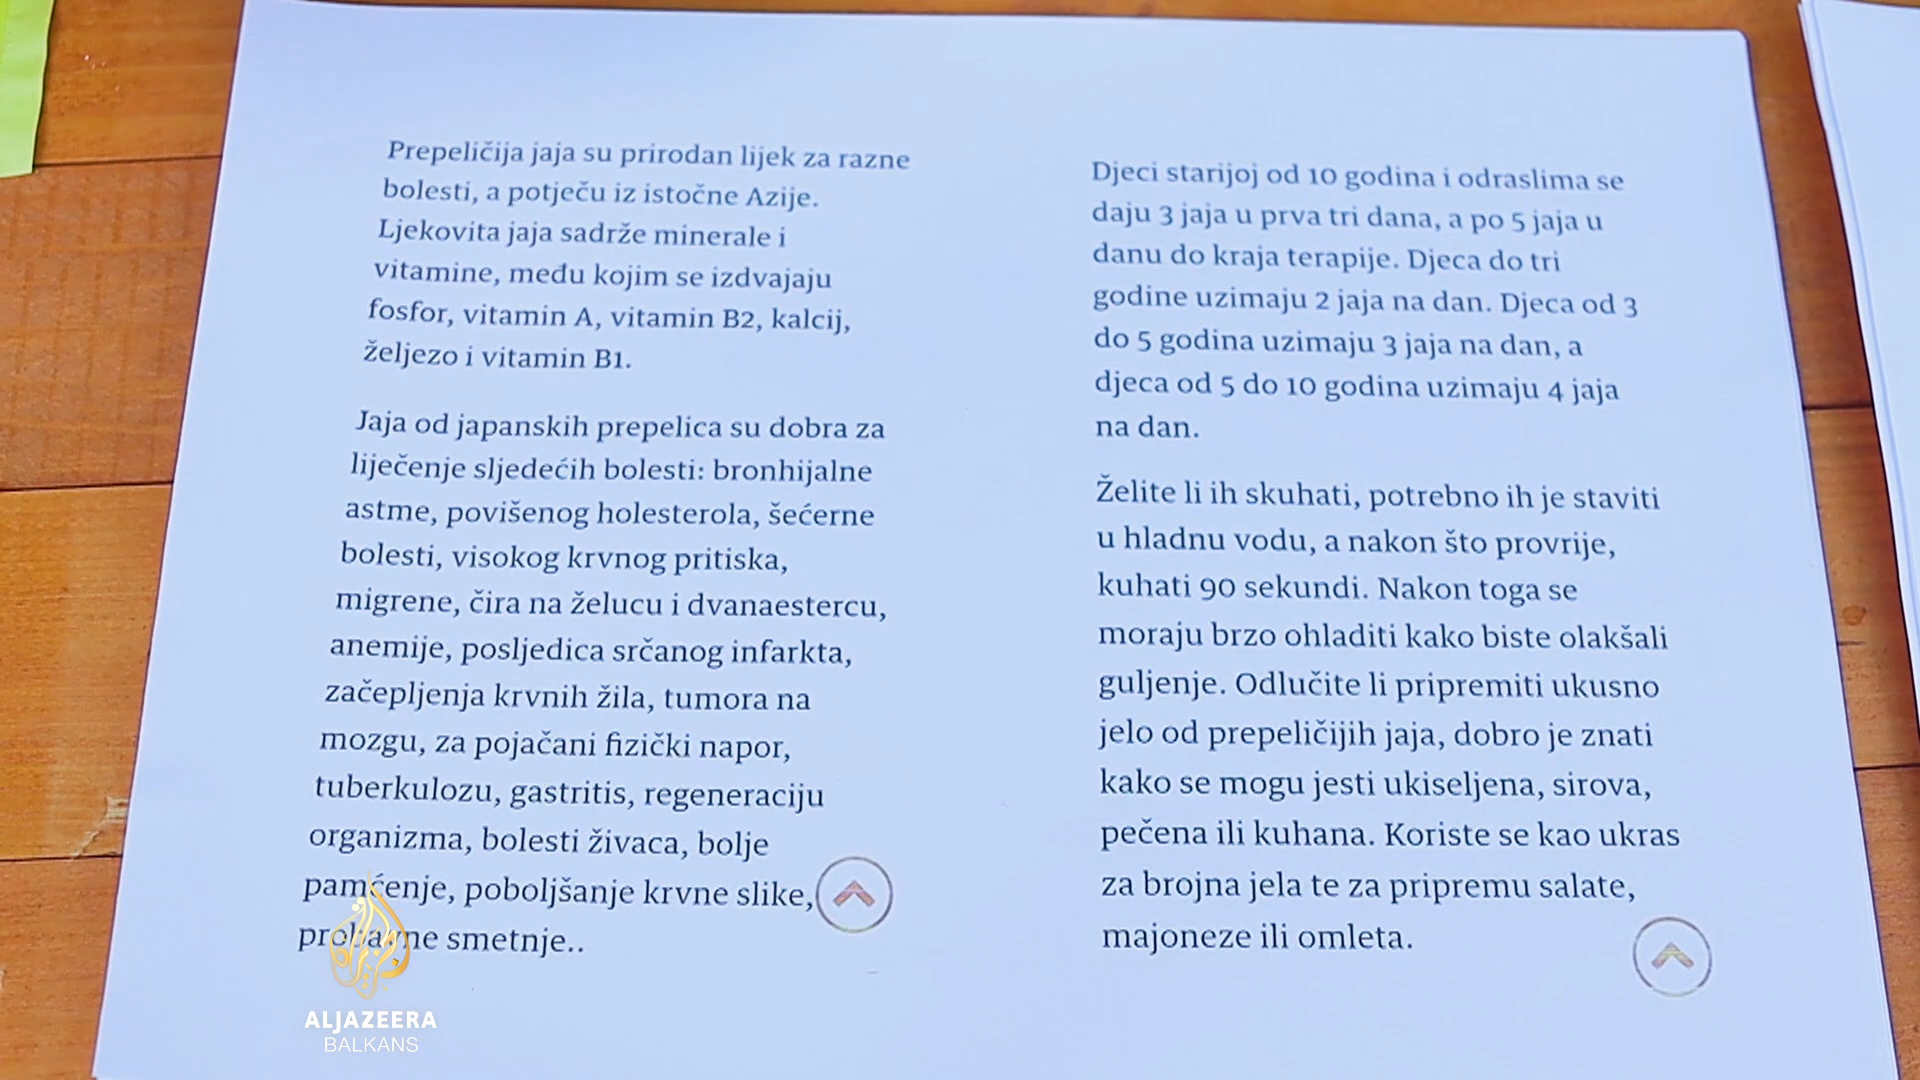 Prepeličija jaja su prirodan lijek za razne
bolesti, a potječu iz istočne Azije.
Ljekovita jaja sadrže minerale i
vitamine, među kojim se izdvajaju
fosfor, vitamin A, vitamin B2, kalcij,
željezo i vitamin B1.
Jaja od japanskih prepelica su dobra za
liječenje sljedećih bolesti: bronhijalne
astme, povišenog holesterola, šećerne
bolesti, visokog krvnog pritiska,
migrene, čira na želucu i dvanaestercu,
anemije, posljedica srčanog infarkta,
začepljenja krvnih žila, tumora na
mozgu, za pojačani fizički napor,
tuberkulozu, gastritis, regeneraciju
organizma, bolesti živaca, bolje
pamćenje, poboljšanje krvne slike,
probavne smetnje..
Djeci starijoj od 10 godina i odraslima se
daju 3 jaja u prva tri dana, a po 5 jaja u
danu do kraja terapije. Djeca do tri
godine uzimaju 2 jaja na dan. Djeca od 3
do 5 godina uzimaju 3 jaja na dan, a
djeca od 5 do 10 godina uzimaju 4 jaja
na dan.
Želite li ih skuhati, potrebno ih je staviti
u hladnu vodu, a nakon što provrije,
kuhati 90 sekundi. Nakon toga se
moraju brzo ohladiti kako biste olakšali
guljenje. Odlučite li pripremiti ukusno
jelo od prepeličijih jaja, dobro je znati
kako se mogu jesti ukiseljena, sirova,
pečena ili kuhana. Koriste se kao ukras
za brojna jela te za pripremu salate,
majoneze ili omleta.
ALJAZEERA
BALKANS